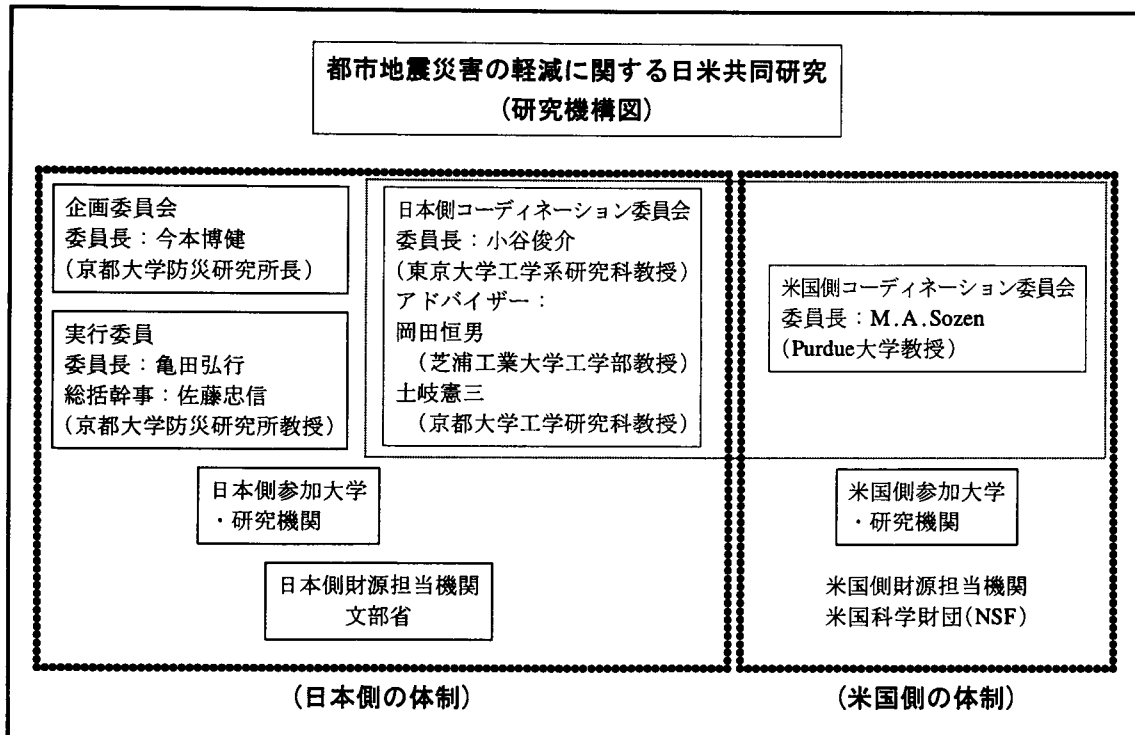 都市地震災害の軽減に関する日米共同研究
(研究機構図)
企画委員会
委員長：今本博健
(京都大学防災研究所長)
実行委員
委員長：亀田弘行
総括幹事：佐藤忠信
(京都大学防災研究所教授)
日本側コーディネーション委員会
委員長：小谷俊介
(東京大学工学系研究科教授)
アドバイザー：
岡田恒男
(芝浦工業大学工学部教授)
土岐憲三
(京都大学工学研究科教授)
日本側参加大学
・研究機関
日本側財源担当機関
文部省
(日本側の体制)
米国側コーディネーション委員会
委員長：M.A.Sozen
(Purdue大学教授)
米国側参加大学
・研究機関
米国側財源担当機関
米国科学財団(NSF)
(米国側の体制)